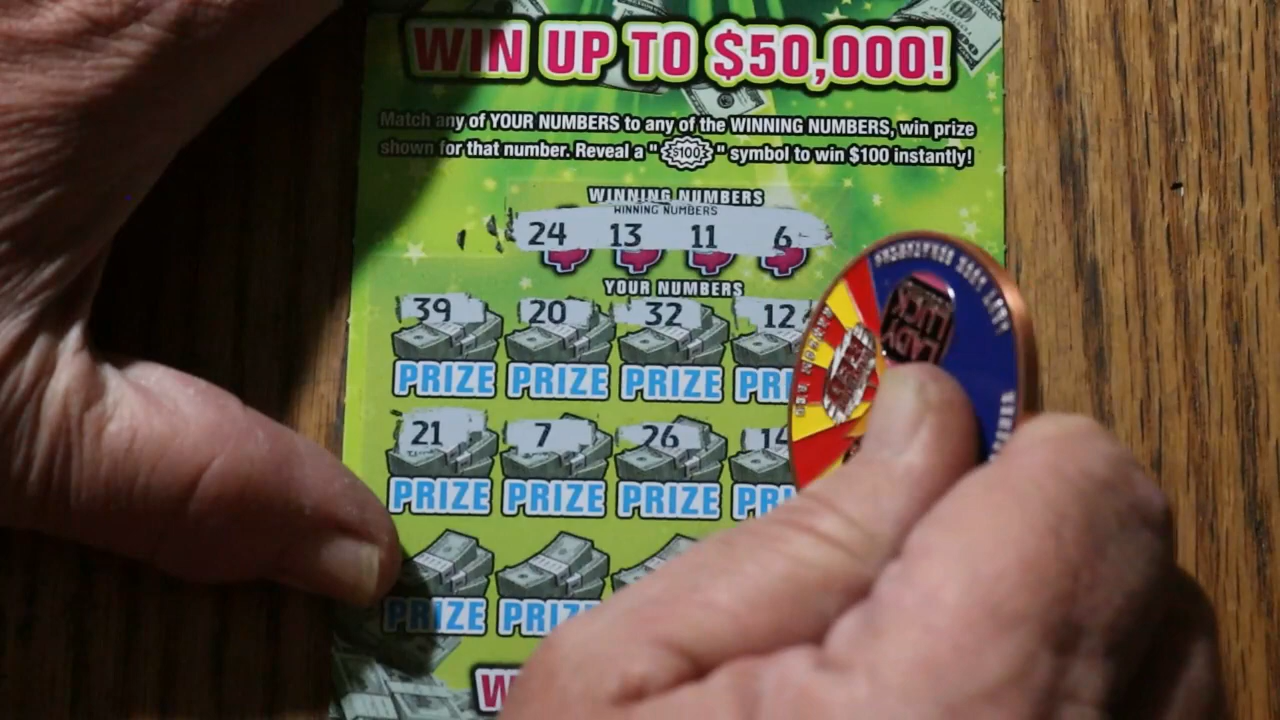 WIN UP TO $50,000!
Match any of YOUR NUMBERS to any of the WINNING NUMBERS, win prize
shown for that number. Reveal a " $100 " symbol to win $100 instantly!
WINNING NUMBERS
WINNING NUMBERS
24 13 11 6
YOUR NUMBERS
39 20 32 12
PRIZE PRIZE PRIZE
21 7 26 14
PRIZE PRIZE PRIZE
PRIZE
LADY LUCK